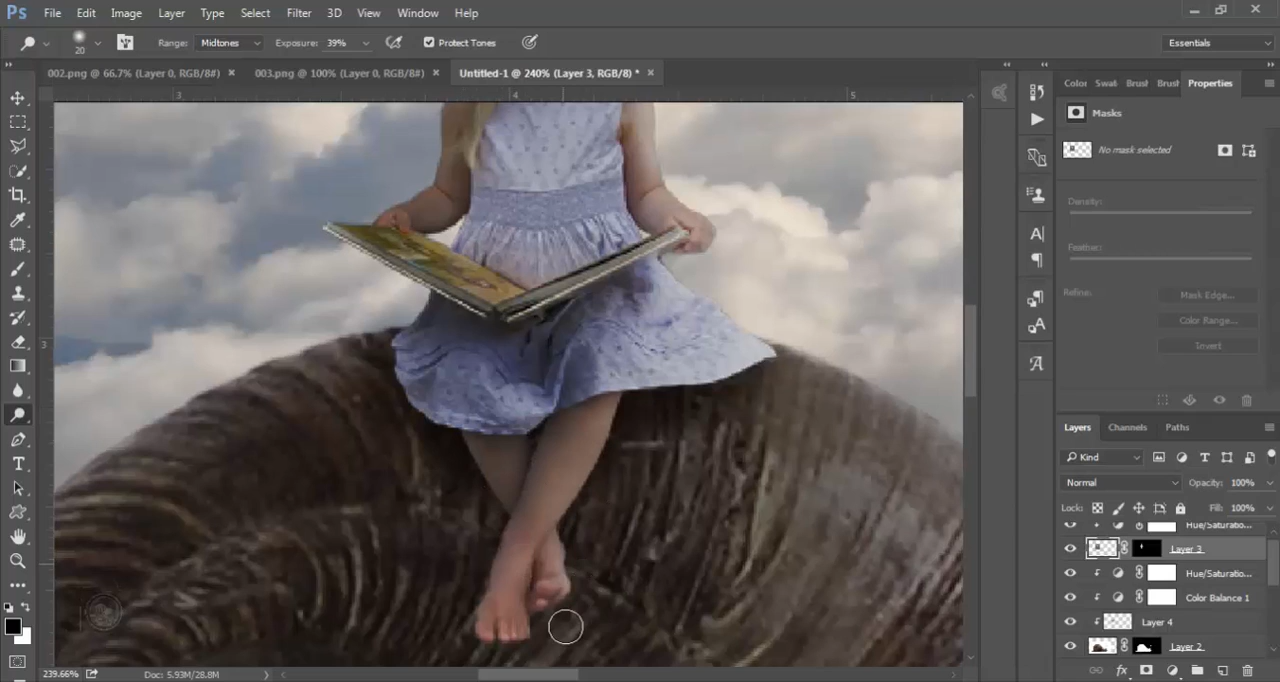 Ps File Edit Image Layer Type Select Filter 3D View Window Help
20 Range: Midtones Exposure: 39% Protect Tones Essentials
002.png @ 66.7% (Layer 0, RGB/8#) × 003.png @ 100% (Layer 0, RGB/8#) × Untitled-1 @ 240% (Layer 3, RGB/8) * ×
Color Swat Brush Brush Properties
3 4 5
Masks
No mask selected
Density:
Feather:
Refine:
Mask Edge...
Color Range...
Invert
3
Layers Channels Paths
Kind
Normal Opacity: 100%
Lock: Fill: 100%
Hue/Saturatio...
Layer 3
Hue/Saturatio...
Color Balance 1
Layer 4
Layer 2
239.66% Doc: 5.93M/28.8M